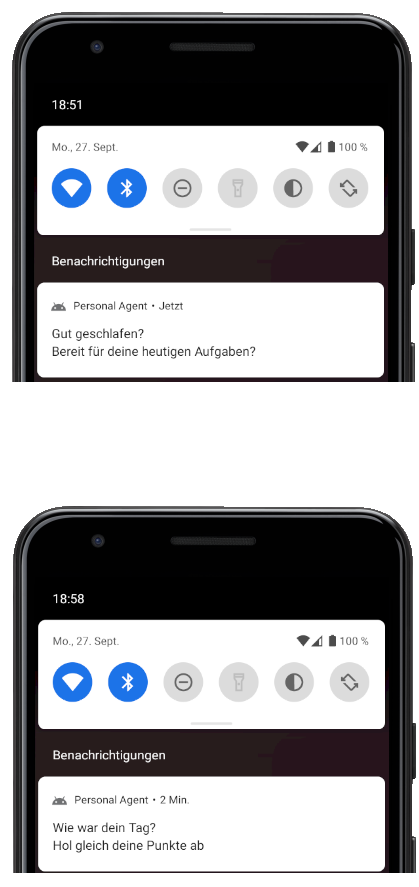 18:51
Mo., 27. Sept. 100 %
Benachrichtigungen
Personal Agent • Jetzt
Gut geschlafen?
Bereit für deine heutigen Aufgaben?
18:58
Mo., 27. Sept. 100 %
Benachrichtigungen
Personal Agent • 2 Min.
Wie war dein Tag?
Hol gleich deine Punkte ab